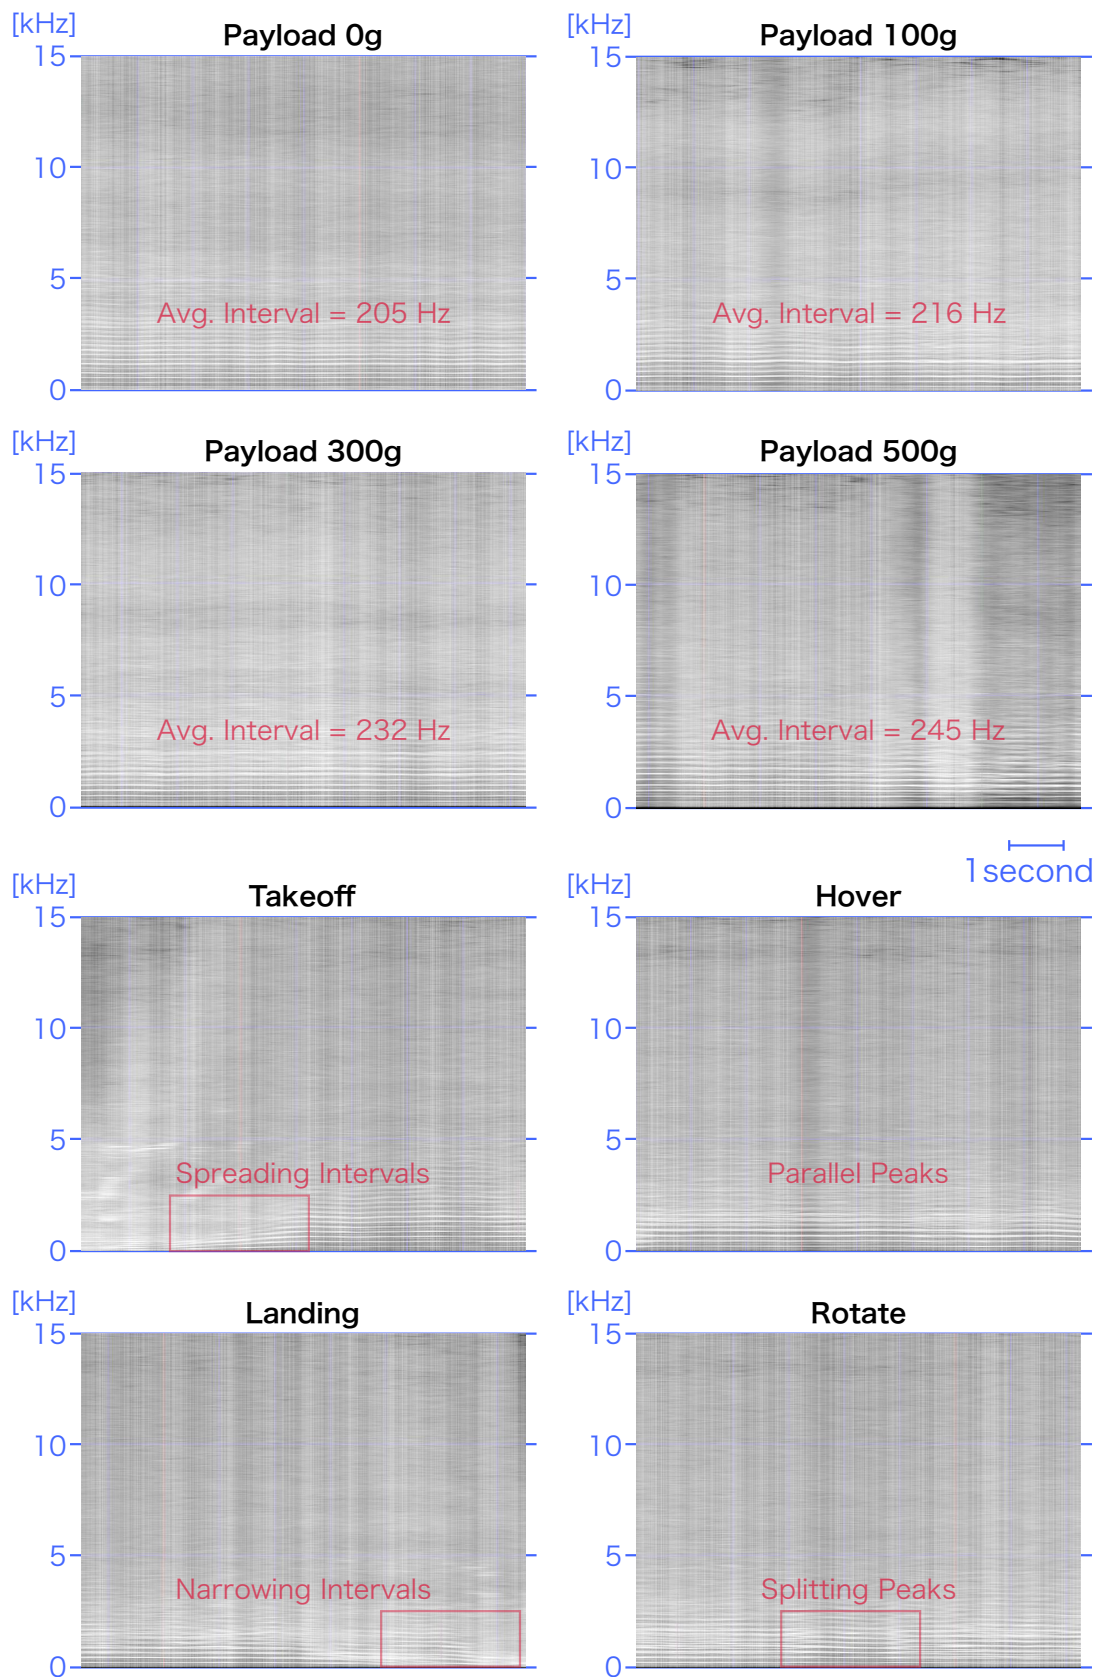 [kHz]
Payload 0g
15
10
5
0
Avg. Interval = 205 Hz
[kHz]
Payload 100g
15
10
5
0
Avg. Interval = 216 Hz
[kHz]
Payload 300g
15
10
5
0
Avg. Interval = 232 Hz
[kHz]
Payload 500g
15
10
5
0
Avg. Interval = 245 Hz
1 second
[kHz]
Takeoff
15
10
5
0
Spreading Intervals
[kHz]
Hover
15
10
5
0
Parallel Peaks
[kHz]
Landing
15
10
5
0
Narrowing Intervals
[kHz]
Rotate
15
10
5
0
Splitting Peaks